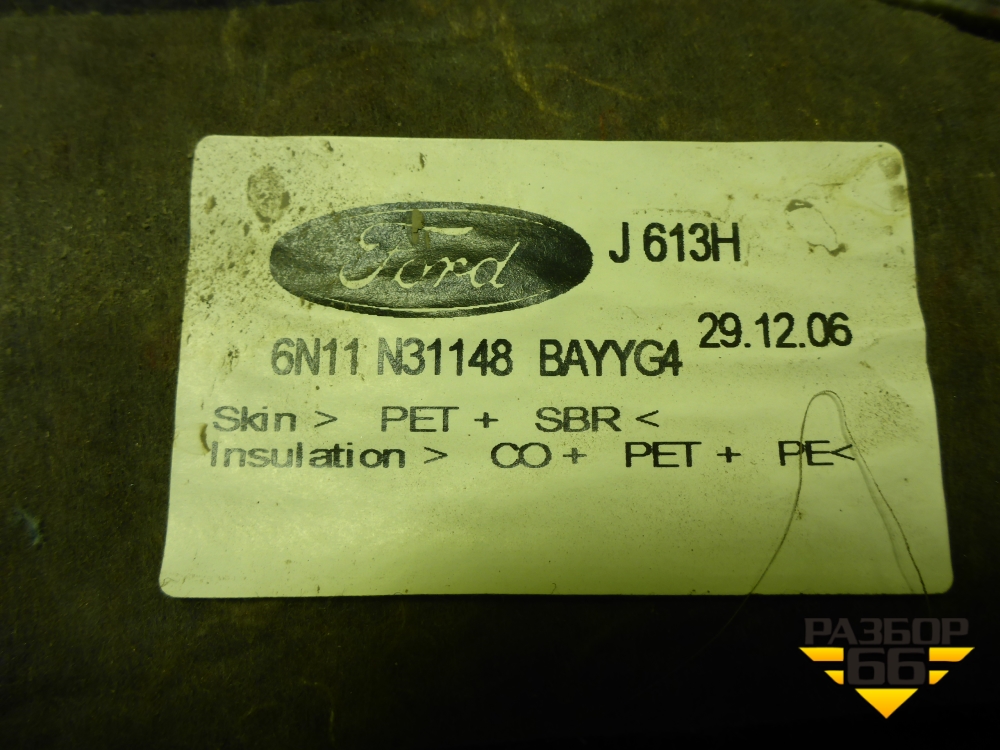 Ford
J 613H
29.12.06
6N11 N31148 BAYYG4
Skin > PET + SBR <
Insulation > CO + PET + PE<
РАЗБОР
66